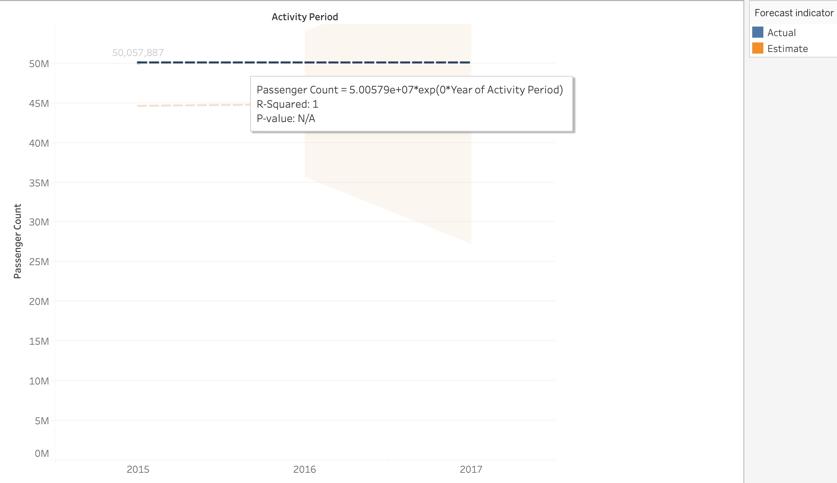 Activity Period
Forecast indicator
Actual
Estimate
50,057,887
50M
Passenger Count = 5.00579e+07*exp(0*Year of Activity Period)
R-Squared: 1
P-value: N/A
45M
40M
35M
30M
Passenger Count
25M
20M
15M
10M
5M
0M
2015
2016
2017